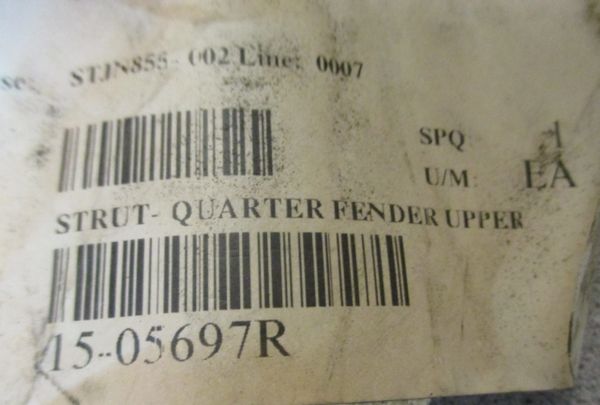 STJN855- 002 Line: 0007
SPQ 1
U/M: EA
STRUT- QUARTER FENDER UPPER
15-05697R